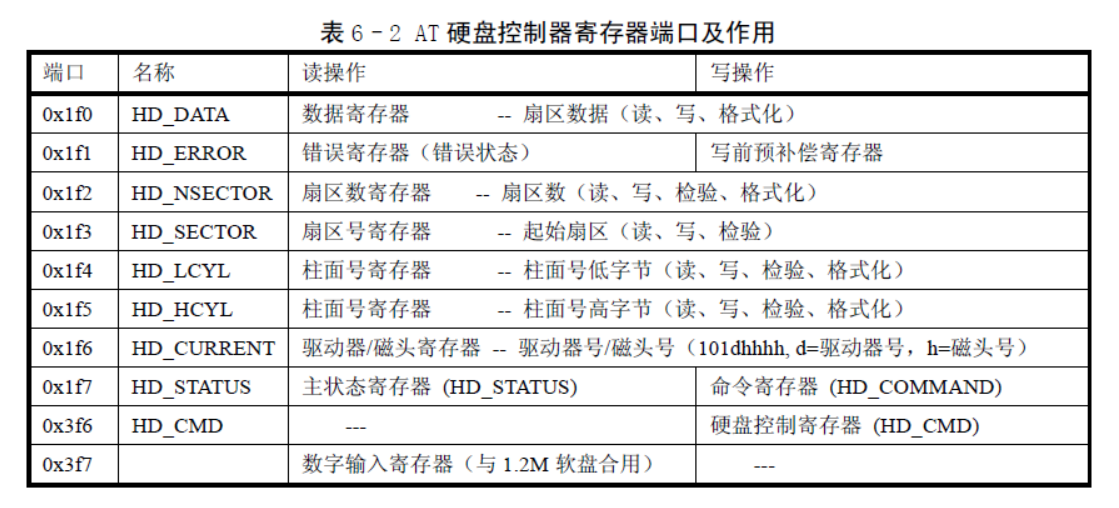 表 6-2 AT 硬盘控制器寄存器端口及作用
端口 名称 读操作 写操作
0x1f0 HD_DATA 数据寄存器 -- 扇区数据（读、写、格式化）
0x1f1 HD_ERROR 错误寄存器（错误状态） 写前预补偿寄存器
0x1f2 HD_NSECTOR 扇区数寄存器 -- 扇区数（读、写、检验、格式化）
0x1f3 HD_SECTOR 扇区号寄存器 -- 起始扇区（读、写、检验）
0x1f4 HD_LCYL 柱面号寄存器 -- 柱面号低字节（读、写、检验、格式化）
0x1f5 HD_HCYL 柱面号寄存器 -- 柱面号高字节（读、写、检验、格式化）
0x1f6 HD_CURRENT 驱动器/磁头寄存器 -- 驱动器号/磁头号（101dhhhh, d=驱动器号，h=磁头号）
0x1f7 HD_STATUS 主状态寄存器 (HD_STATUS) 命令寄存器 (HD_COMMAND)
0x3f6 HD_CMD --- 硬盘控制寄存器 (HD_CMD)
0x3f7 数字输入寄存器（与 1.2M 软盘合用） ---